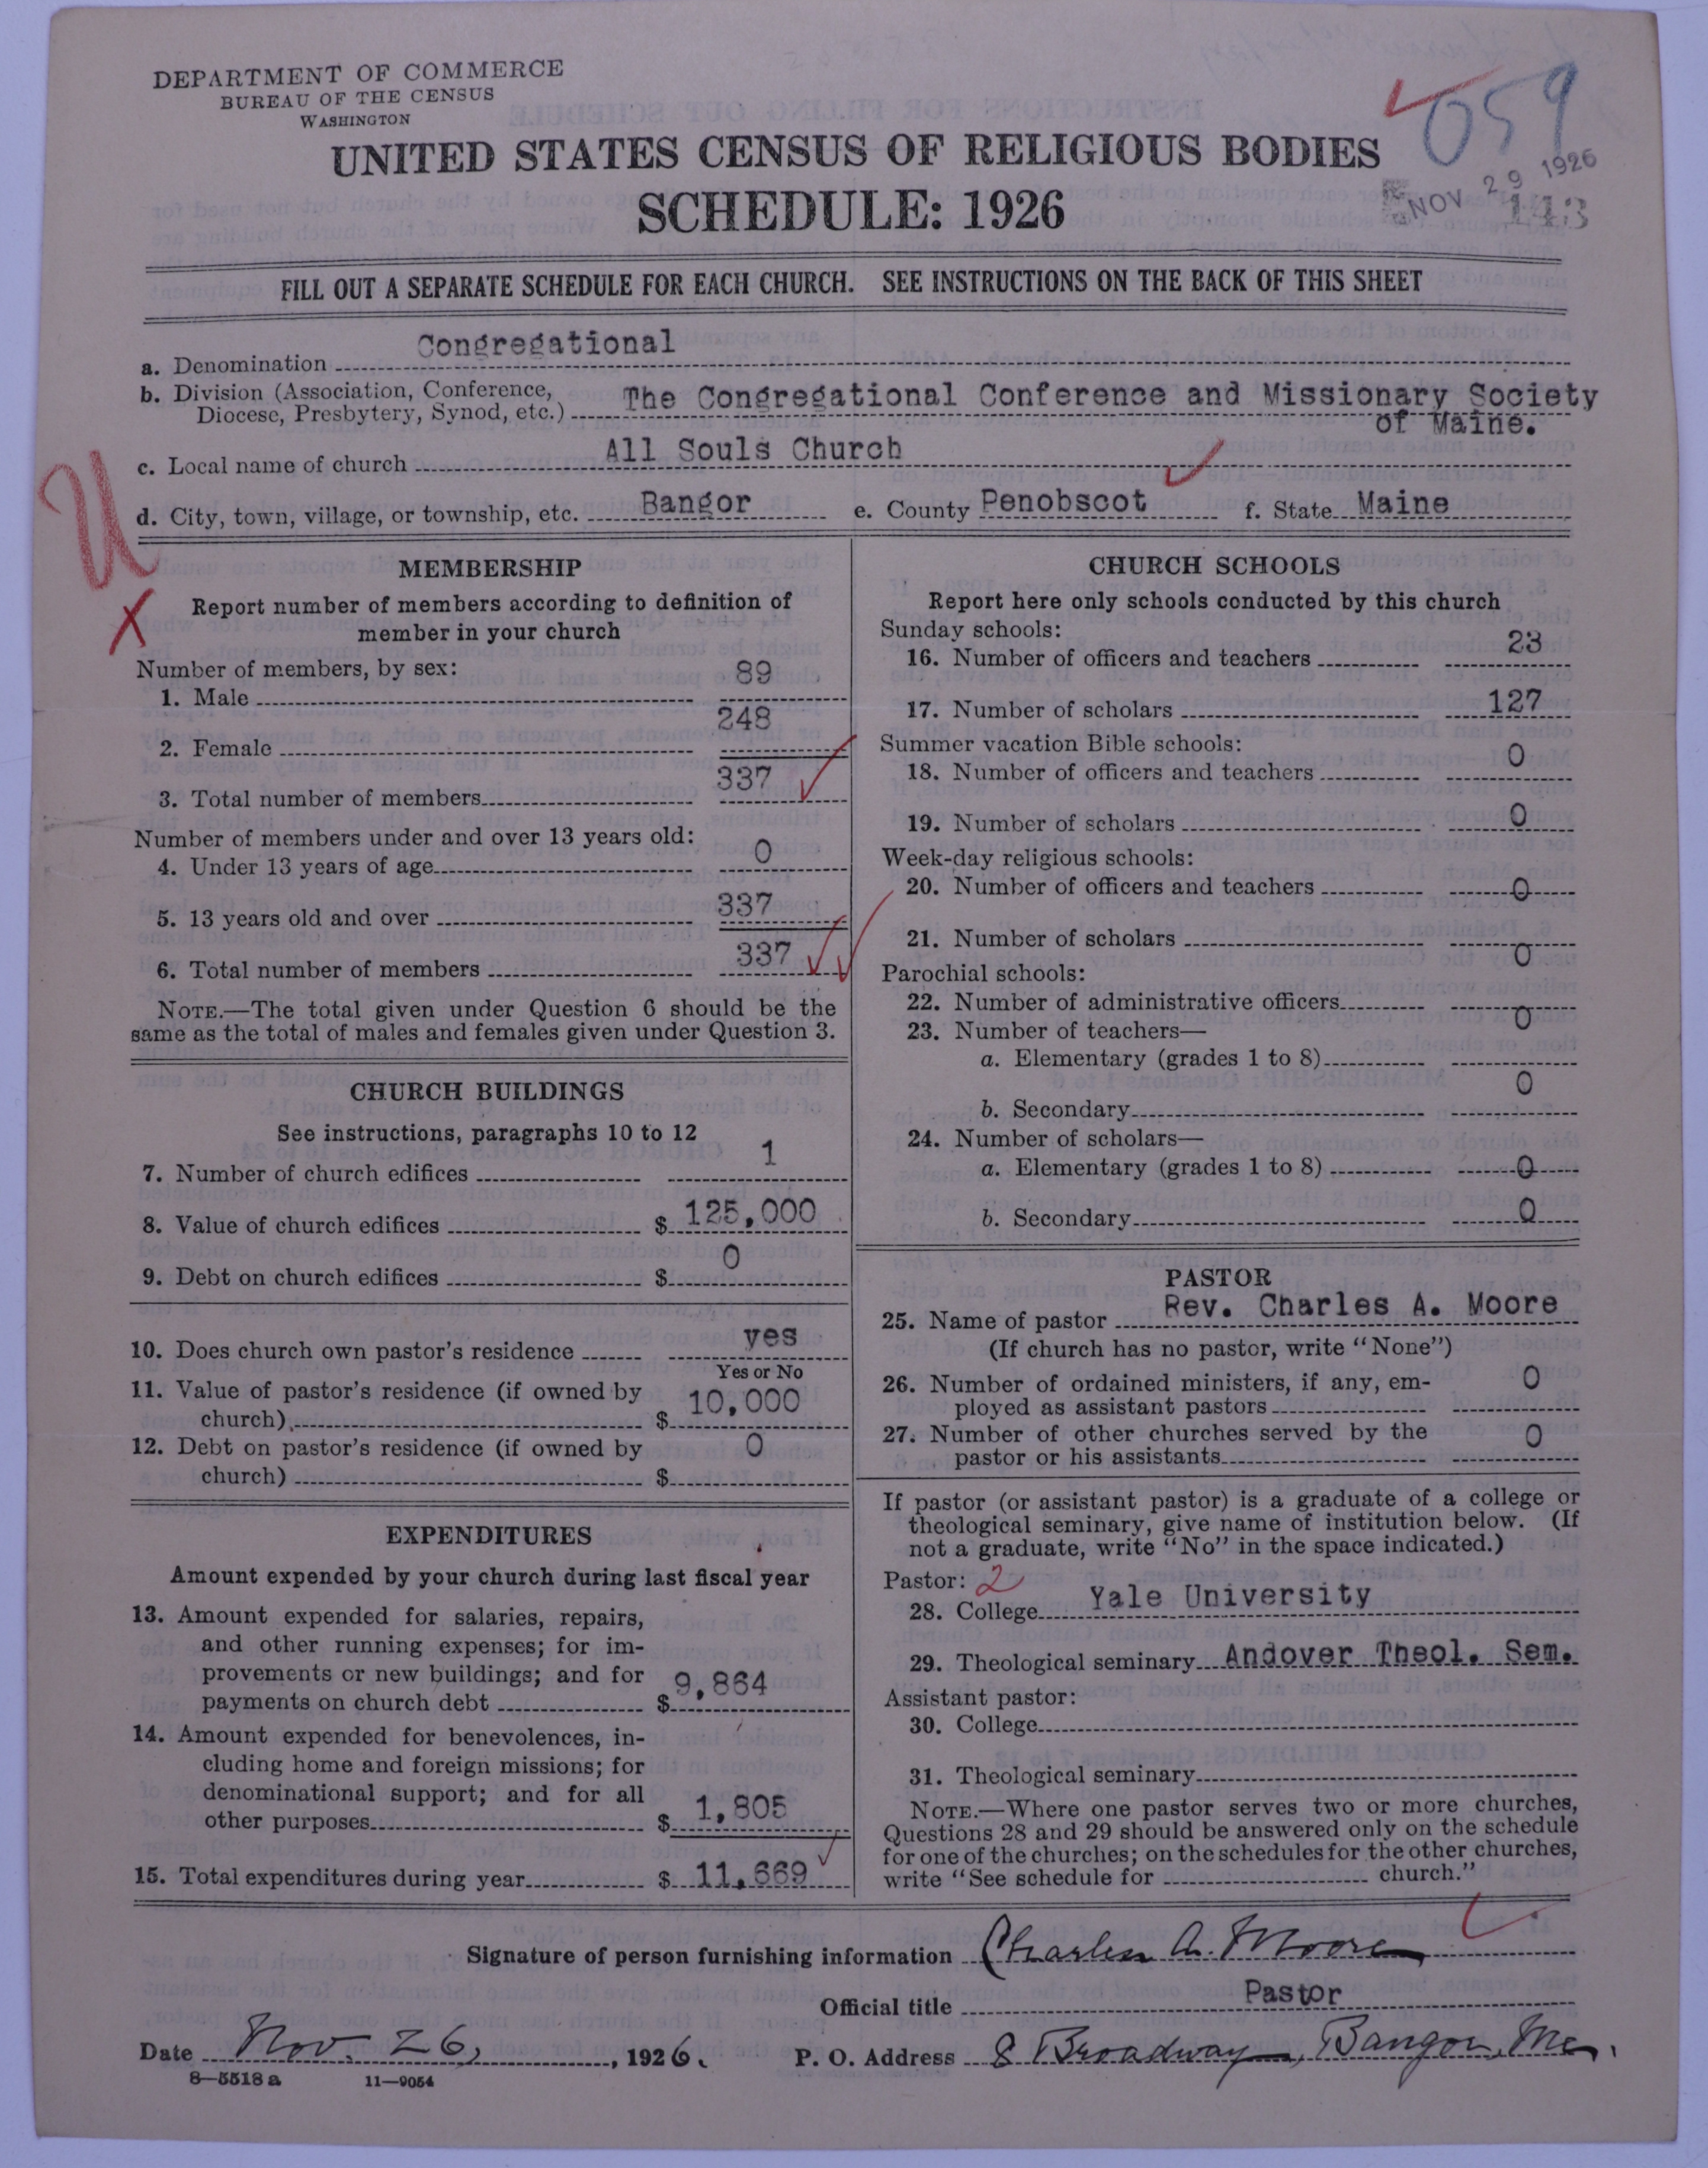 DEPARTMENT OF COMMERCE
BUREAU OF THE CENSUS
WASHINGTON
059
UNITED STATES CENSUS OF RELIGIOUS BODIES
SCHEDULE: 1926
NOV 29 1926
143
FILL OUT A SEPARATE SCHEDULE FOR EACH CHURCH. SEE INSTRUCTIONS ON THE BACK OF THIS SHEET
a. Denomination Congregational
b. Division (Association, Conference, Diocese, Presbytery, Synod, etc.) The Congregational Conference and Missionary Society
of Maine.
c. Local name of church All Souls Church
d. City, town, village, or township, etc. Bangor e. County Penobscot f. State Maine
U
X
MEMBERSHIP
Report number of members according to definition of
member in your church
Number of members, by sex:
1. Male 89
2. Female 248
3. Total number of members 337
Number of members under and over 13 years old:
4. Under 13 years of age 0
5. 13 years old and over 337
6. Total number of members 337
NOTE.—The total given under Question 6 should be the
same as the total of males and females given under Question 3.
CHURCH BUILDINGS
See instructions, paragraphs 10 to 12
7. Number of church edifices 1
8. Value of church edifices $ 125,000
9. Debt on church edifices $ 0
10. Does church own pastor's residence yes
Yes or No
11. Value of pastor's residence (if owned by
church) $ 10,000
12. Debt on pastor's residence (if owned by
church) $ 0
EXPENDITURES
Amount expended by your church during last fiscal year
13. Amount expended for salaries, repairs,
and other running expenses; for im-
provements or new buildings; and for
payments on church debt $ 9,864
14. Amount expended for benevolences, in-
cluding home and foreign missions; for
denominational support; and for all
other purposes $ 1,805
15. Total expenditures during year $ 11,669
CHURCH SCHOOLS
Report here only schools conducted by this church
Sunday schools:
16. Number of officers and teachers 23
17. Number of scholars 127
Summer vacation Bible schools:
18. Number of officers and teachers 0
19. Number of scholars 0
Week-day religious schools:
20. Number of officers and teachers 0
21. Number of scholars 0
Parochial schools:
22. Number of administrative officers 0
23. Number of teachers—
a. Elementary (grades 1 to 8) 0
b. Secondary
24. Number of scholars—
a. Elementary (grades 1 to 8) 0
b. Secondary 0
PASTOR
25. Name of pastor Rev. Charles A. Moore
(If church has no pastor, write "None")
26. Number of ordained ministers, if any, em-
ployed as assistant pastors 0
27. Number of other churches served by the
pastor or his assistants 0
If pastor (or assistant pastor) is a graduate of a college or
theological seminary, give name of institution below. (If
not a graduate, write "No" in the space indicated.)
Pastor: 2
28. College Yale University
29. Theological seminary Andover Theol. Sem.
Assistant pastor:
30. College
31. Theological seminary
NOTE.—Where one pastor serves two or more churches,
Questions 28 and 29 should be answered only on the schedule
for one of the churches; on the schedules for the other churches,
write "See schedule for church."
Signature of person furnishing information Charles A. Moore
Official title Pastor
Date Nov. 26, , 1926. P. O. Address 8 Broadway, Bangor, Me.
8—5518a 11—9054